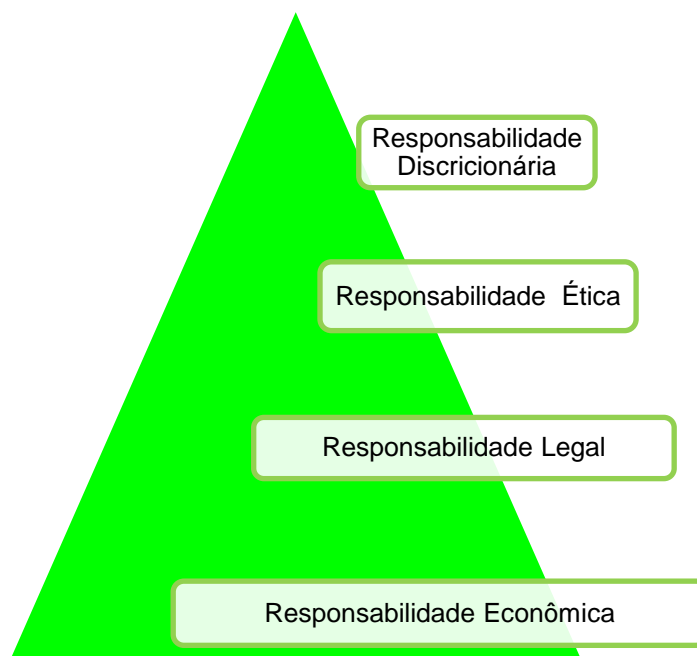 Responsabilidade
Discricionária
Responsabilidade Ética
Responsabilidade Legal
Responsabilidade Econômica